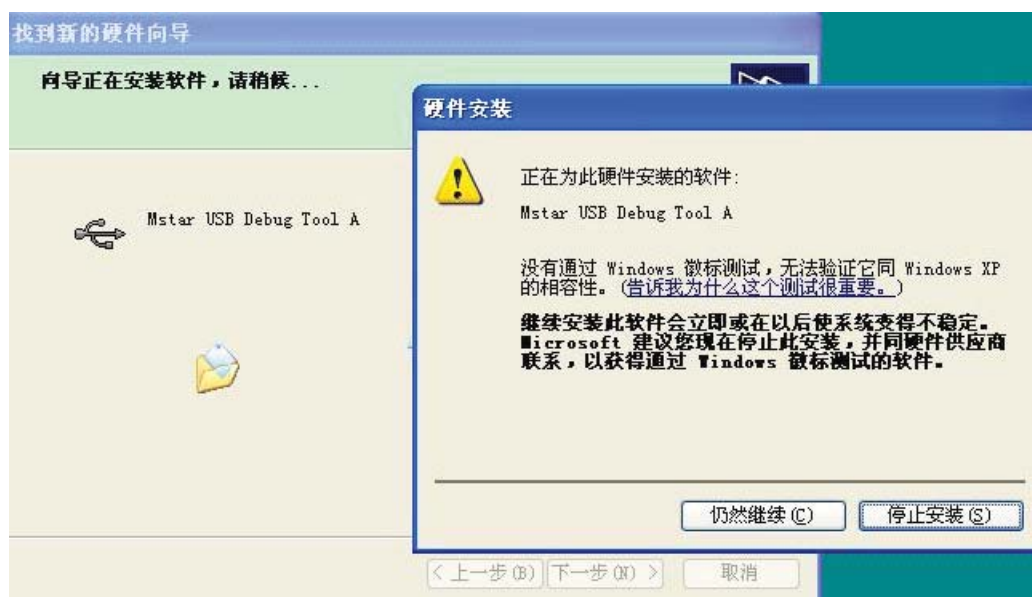 找到新的硬件向导
向导正在安装软件，请稍候...
Mstar USB Debug Tool A
硬件安装
正在为此硬件安装的软件:
Mstar USB Debug Tool A
没有通过 Windows 徽标测试，无法验证它同 Windows XP
的相容性。(告诉我为什么这个测试很重要。)
继续安装此软件会立即或在以后使系统变得不稳定。
Microsoft 建议您现在停止此安装，并同硬件供应商
联系，以获得通过 Windows 徽标测试的软件。
仍然继续(C)
停止安装(S)
< 上一步(B)
下一步(N) >
取消